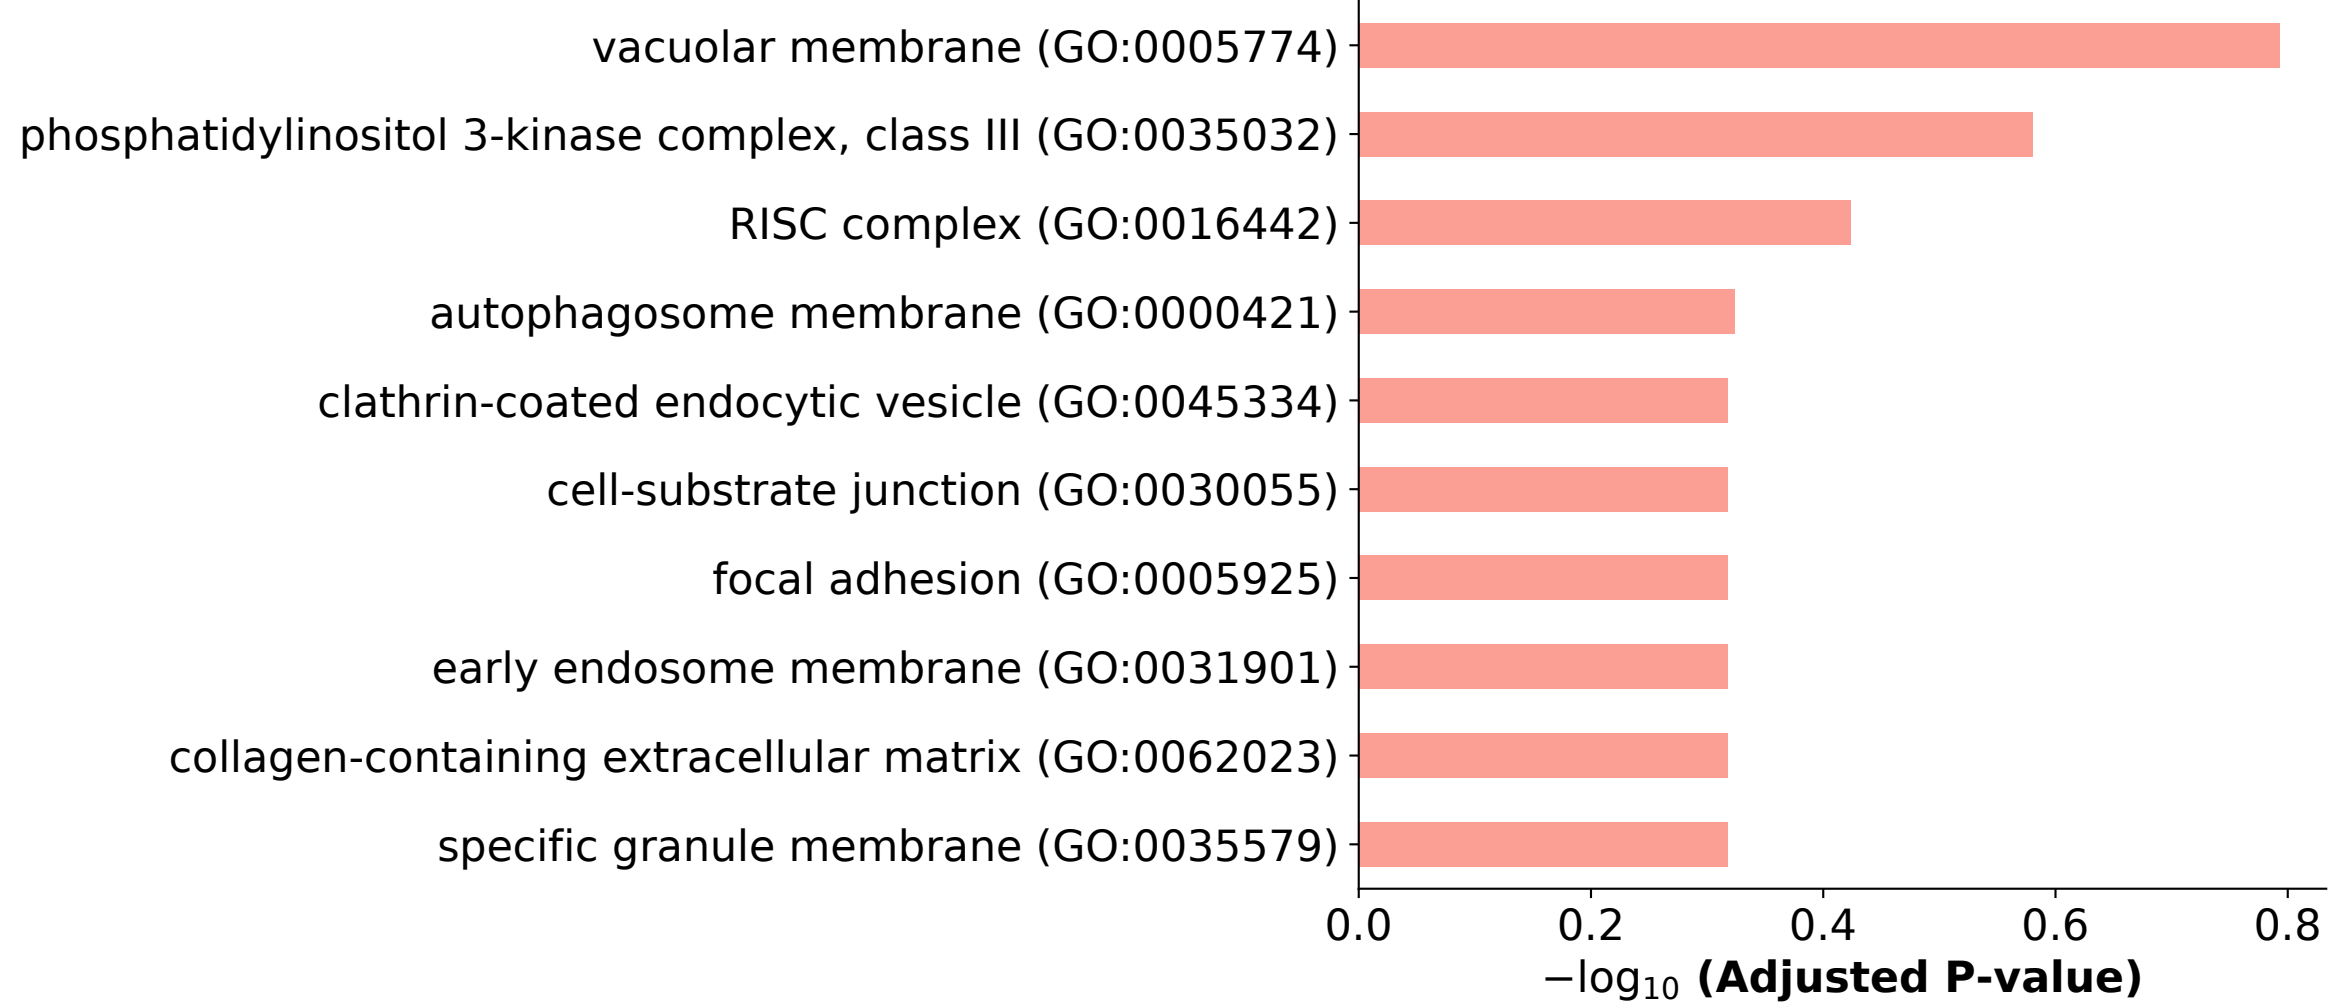 vacuolar membrane (GO:0005774)
phosphatidylinositol 3-kinase complex, class III (GO:0035032)
RISC complex (GO:0016442)
autophagosome membrane (GO:0000421)
clathrin-coated endocytic vesicle (GO:0045334)
cell-substrate junction (GO:0030055)
focal adhesion (GO:0005925)
early endosome membrane (GO:0031901)
collagen-containing extracellular matrix (GO:0062023)
specific granule membrane (GO:0035579)
0.0 0.2 0.4 0.6 0.8
−log₁₀ (Adjusted P-value)